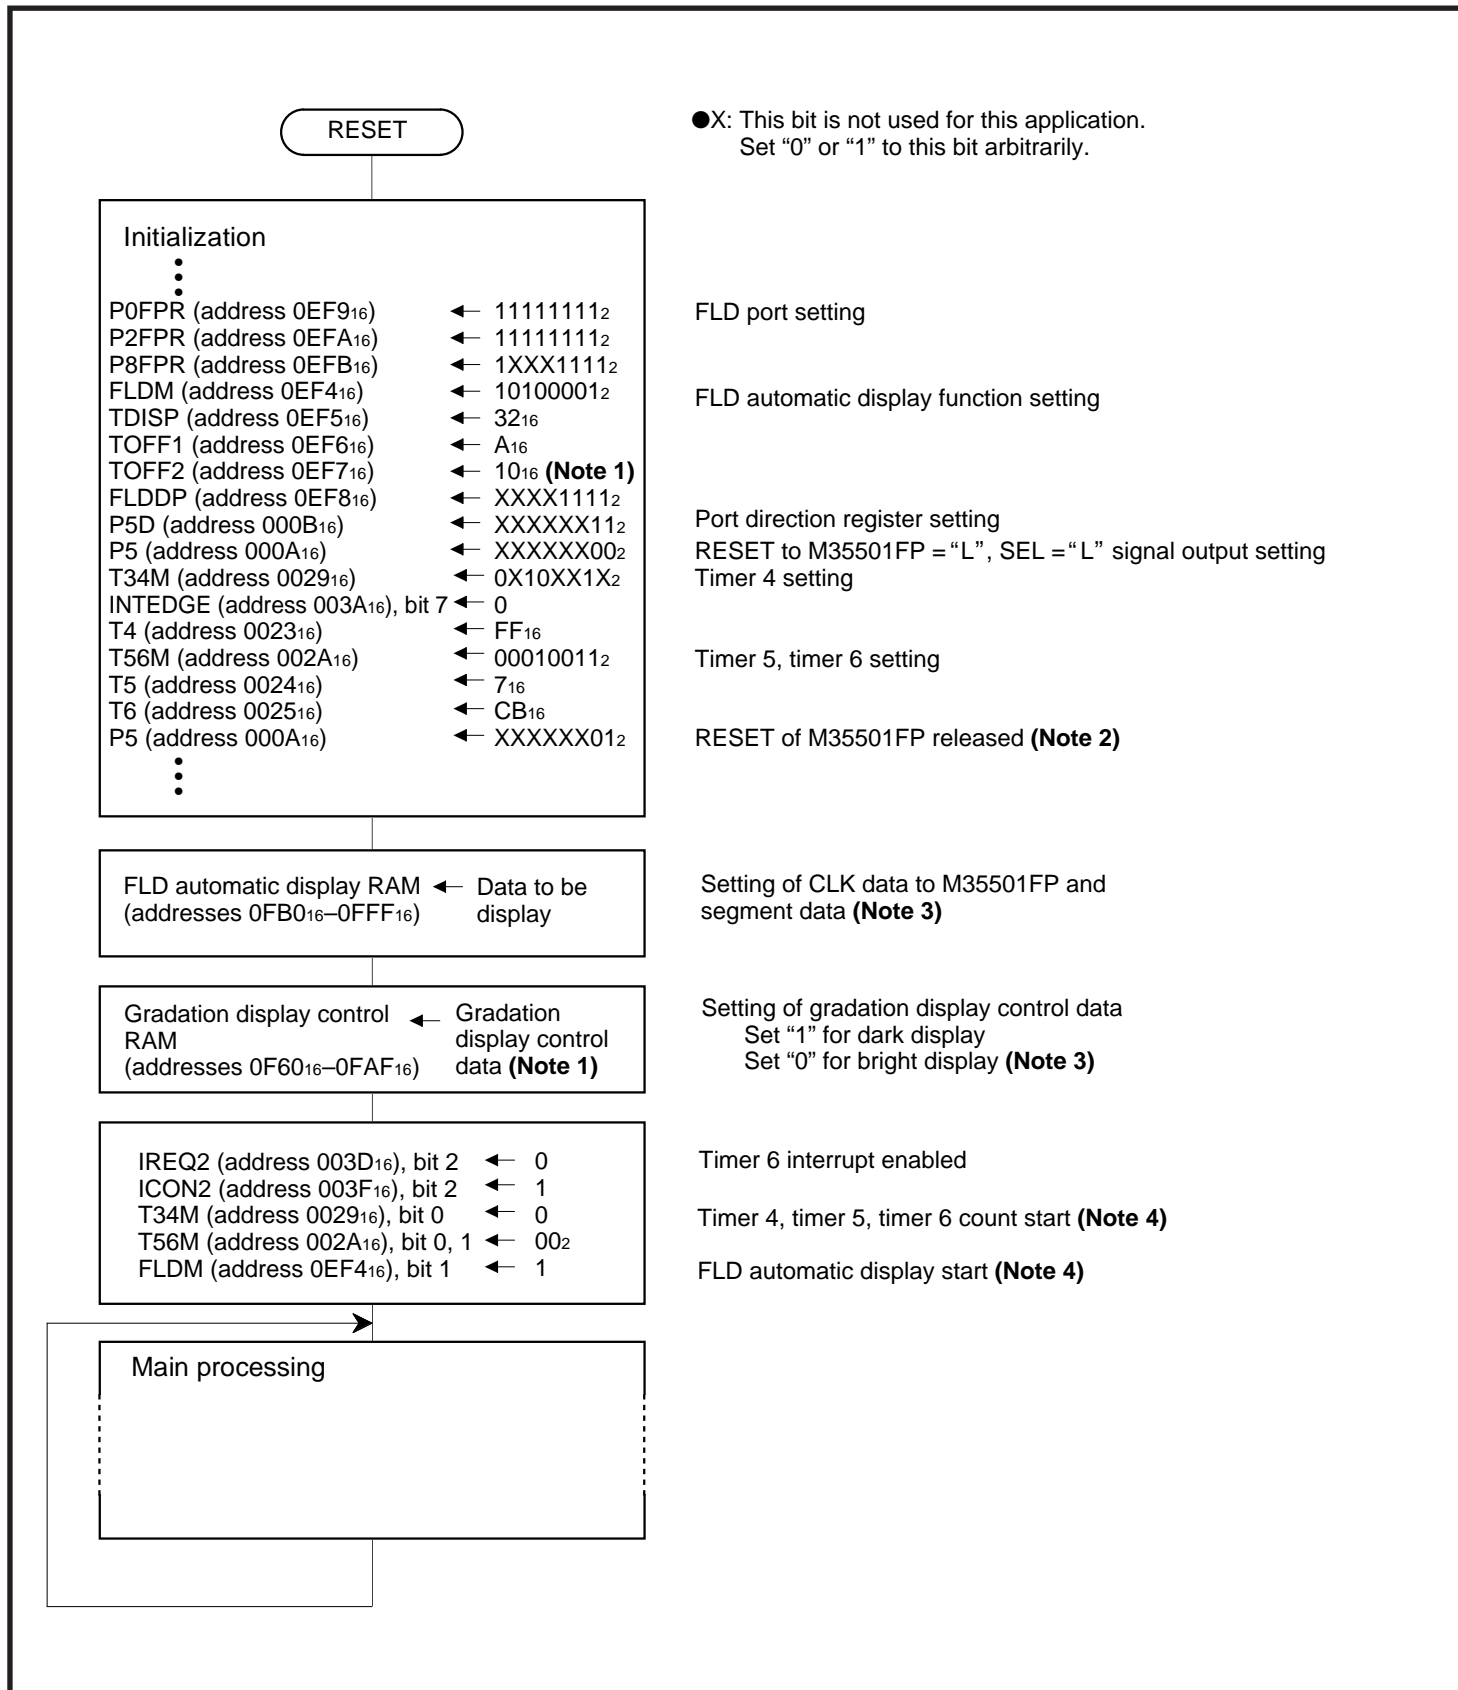 RESET
●X: This bit is not used for this application.
Set “0” or “1” to this bit arbitrarily.
Initialization
P0FPR (address 0EF916) ← 111111112 FLD port setting
P2FPR (address 0EFA16) ← 111111112
P8FPR (address 0EFB16) ← 1XXX11112
FLDM (address 0EF416) ← 101000012 FLD automatic display function setting
TDISP (address 0EF516) ← 3216
TOFF1 (address 0EF616) ← A16
TOFF2 (address 0EF716) ← 1016 (Note 1)
FLDDP (address 0EF816) ← XXXX11112
P5D (address 000B16) ← XXXXXX112 Port direction register setting
P5 (address 000A16) ← XXXXXX002 RESET to M35501FP = “L”, SEL = “L” signal output setting
T34M (address 002916) ← 0X10XX1X2 Timer 4 setting
INTEDGE (address 003A16), bit 7 ← 0
T4 (address 002316) ← FF16
T56M (address 002A16) ← 000100112 Timer 5, timer 6 setting
T5 (address 002416) ← 716
T6 (address 002516) ← CB16
P5 (address 000A16) ← XXXXXX012 RESET of M35501FP released (Note 2)
FLD automatic display RAM ← Data to be Setting of CLK data to M35501FP and
(addresses 0FB016–0FFF16) display segment data (Note 3)
Gradation display control ← Gradation Setting of gradation display control data
RAM display control Set “1” for dark display
(addresses 0F6016–0FAF16) data (Note 1) Set “0” for bright display (Note 3)
IREQ2 (address 003D16), bit 2 ← 0 Timer 6 interrupt enabled
ICON2 (address 003F16), bit 2 ← 1
T34M (address 002916), bit 0 ← 0 Timer 4, timer 5, timer 6 count start (Note 4)
T56M (address 002A16), bit 0, 1 ← 002
FLDM (address 0EF416), bit 1 ← 1 FLD automatic display start (Note 4)
Main processing